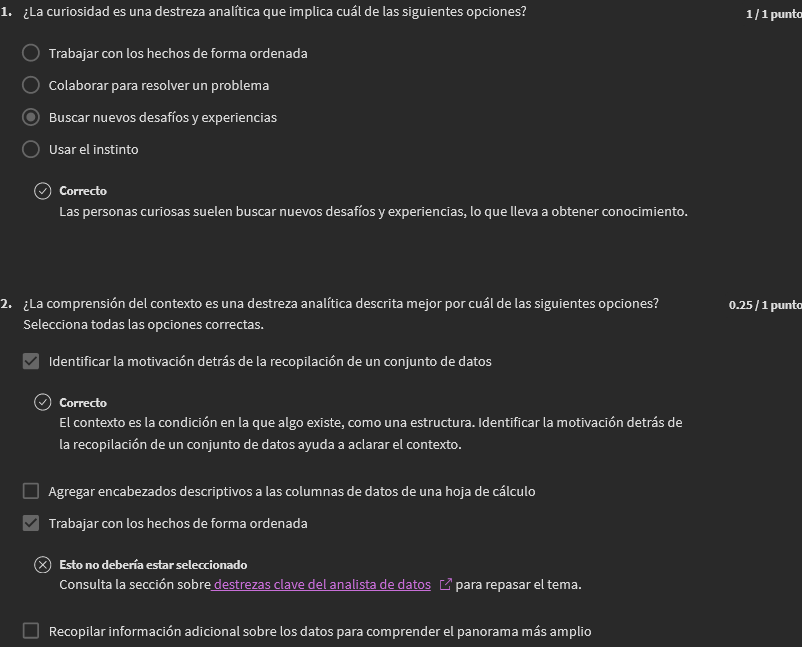 1. ¿La curiosidad es una destreza analítica que implica cuál de las siguientes opciones?
1 / 1 punto
Trabajar con los hechos de forma ordenada
Colaborar para resolver un problema
Buscar nuevos desafíos y experiencias
Usar el instinto
Correcto
Las personas curiosas suelen buscar nuevos desafíos y experiencias, lo que lleva a obtener conocimiento.
2. ¿La comprensión del contexto es una destreza analítica descrita mejor por cuál de las siguientes opciones?
0.25 / 1 punto
Selecciona todas las opciones correctas.
Identificar la motivación detrás de la recopilación de un conjunto de datos
Correcto
El contexto es la condición en la que algo existe, como una estructura. Identificar la motivación detrás de
la recopilación de un conjunto de datos ayuda a aclarar el contexto.
Agregar encabezados descriptivos a las columnas de datos de una hoja de cálculo
Trabajar con los hechos de forma ordenada
Esto no debería estar seleccionado
Consulta la sección sobre destrezas clave del analista de datos para repasar el tema.
Recopilar información adicional sobre los datos para comprender el panorama más amplio